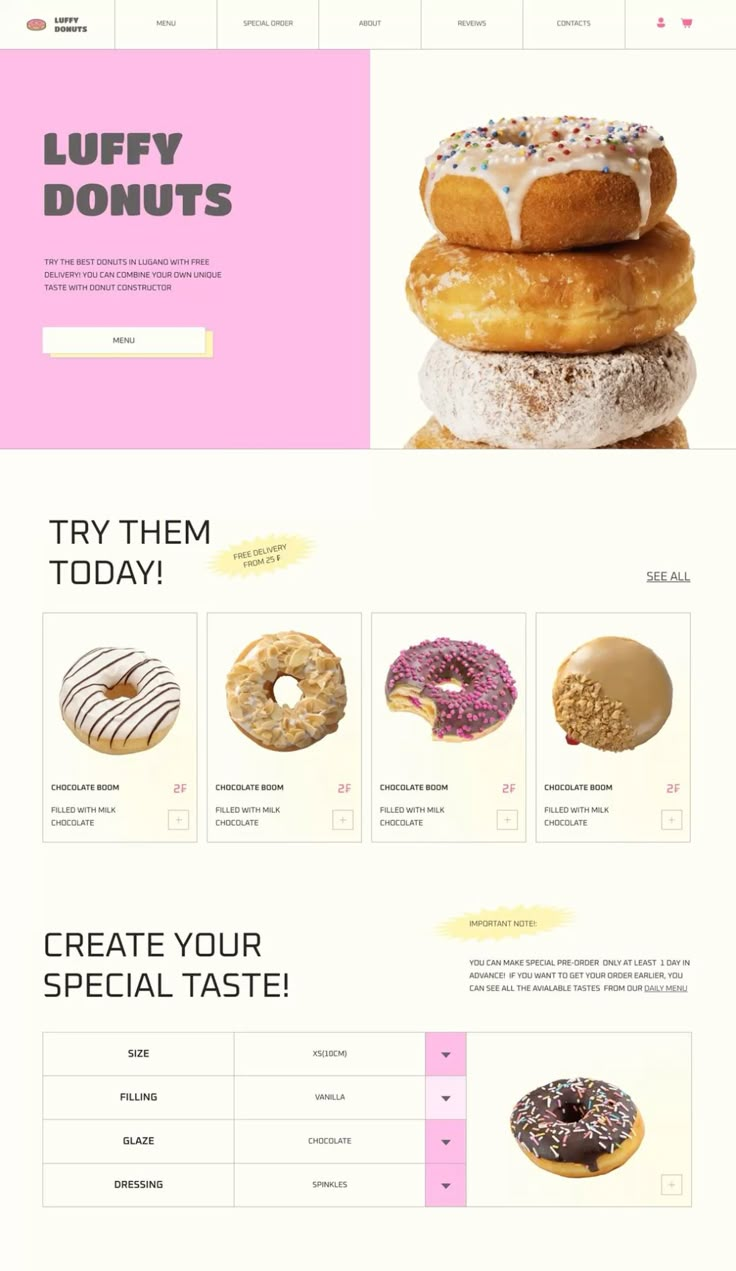 LUFFY
DONUTS
MENU
SPECIAL ORDER
ABOUT
REVEIWS
CONTACTS
LUFFY
DONUTS
TRY THE BEST DONUTS IN LUGANO WITH FREE
DELIVERY! YOU CAN COMBINE YOUR OWN UNIQUE
TASTE WITH DONUT CONSTRUCTOR
MENU
TRY THEM
TODAY!
FREE DELIVERY
FROM 25 ₣
SEE ALL
CHOCOLATE BOOM
2₣
FILLED WITH MILK
CHOCOLATE
+
CHOCOLATE BOOM
2₣
FILLED WITH MILK
CHOCOLATE
+
CHOCOLATE BOOM
2₣
FILLED WITH MILK
CHOCOLATE
+
CHOCOLATE BOOM
2₣
FILLED WITH MILK
CHOCOLATE
+
CREATE YOUR
SPECIAL TASTE!
IMPORTANT NOTE!:
YOU CAN MAKE SPECIAL PRE-ORDER ONLY AT LEAST 1 DAY IN
ADVANCE! IF YOU WANT TO GET YOUR ORDER EARLIER, YOU
CAN SEE ALL THE AVIALABLE TASTES FROM OUR DAILY MENU
SIZE
XS(10CM)
FILLING
VANILLA
GLAZE
CHOCOLATE
DRESSING
SPINKLES
+